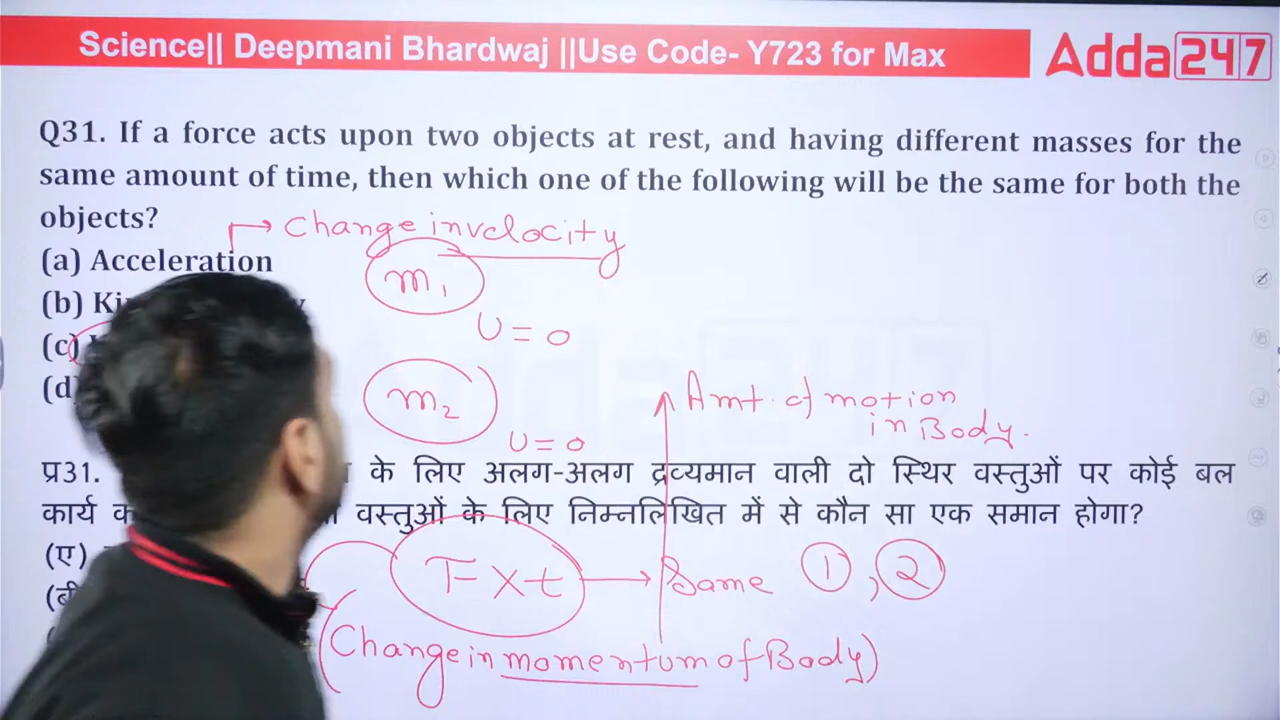 Science|| Deepmani Bhardwaj ||Use Code- Y723 for Max
Adda247
Q31. If a force acts upon two objects at rest, and having different masses for the
same amount of time, then which one of the following will be the same for both the
objects?
Change in velocity
(a) Acceleration
m1
(b)
U = 0
(c)
(d)
m2
Amt. of motion
in Body.
U = 0
प्र31. के लिए अलग-अलग द्रव्यमान वाली दो स्थिर वस्तुओं पर कोई बल
कार्य वस्तुओं के लिए निम्नलिखित में से कौन सा एक समान होगा?
(ए)
F X t
Same 1 , 2
(बी
(Change in momentum of Body)